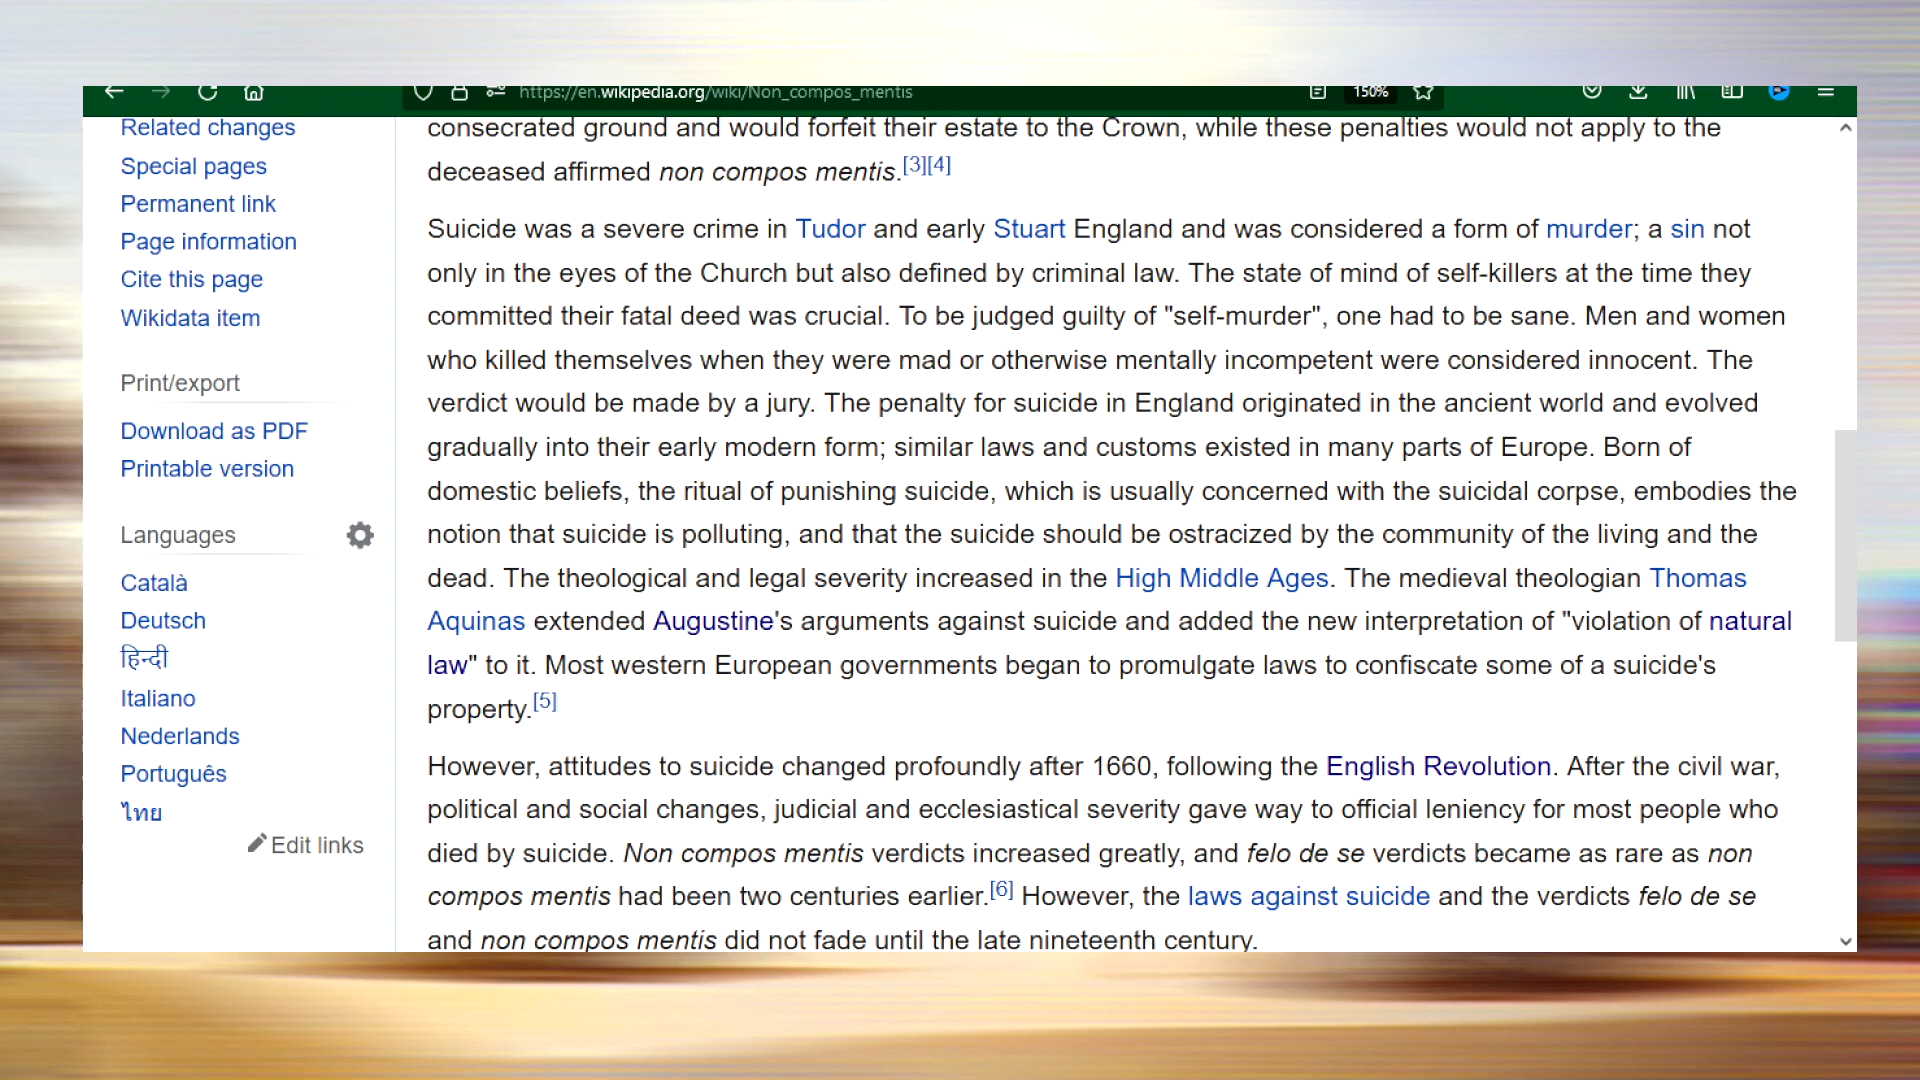 https://en.wikipedia.org/wiki/Non_compos_mentis
150%
Related changes
Special pages
Permanent link
Page information
Cite this page
Wikidata item
Print/export
Download as PDF
Printable version
Languages
Català
Deutsch
हिन्दी
Italiano
Nederlands
Português
ไทย
Edit links
consecrated ground and would forfeit their estate to the Crown, while these penalties would not apply to the
deceased affirmed non compos mentis.[3][4]
Suicide was a severe crime in Tudor and early Stuart England and was considered a form of murder; a sin not
only in the eyes of the Church but also defined by criminal law. The state of mind of self-killers at the time they
committed their fatal deed was crucial. To be judged guilty of "self-murder", one had to be sane. Men and women
who killed themselves when they were mad or otherwise mentally incompetent were considered innocent. The
verdict would be made by a jury. The penalty for suicide in England originated in the ancient world and evolved
gradually into their early modern form; similar laws and customs existed in many parts of Europe. Born of
domestic beliefs, the ritual of punishing suicide, which is usually concerned with the suicidal corpse, embodies the
notion that suicide is polluting, and that the suicide should be ostracized by the community of the living and the
dead. The theological and legal severity increased in the High Middle Ages. The medieval theologian Thomas
Aquinas extended Augustine's arguments against suicide and added the new interpretation of "violation of natural
law" to it. Most western European governments began to promulgate laws to confiscate some of a suicide's
property.[5]
However, attitudes to suicide changed profoundly after 1660, following the English Revolution. After the civil war,
political and social changes, judicial and ecclesiastical severity gave way to official leniency for most people who
died by suicide. Non compos mentis verdicts increased greatly, and felo de se verdicts became as rare as non
compos mentis had been two centuries earlier.[6] However, the laws against suicide and the verdicts felo de se
and non compos mentis did not fade until the late nineteenth century.